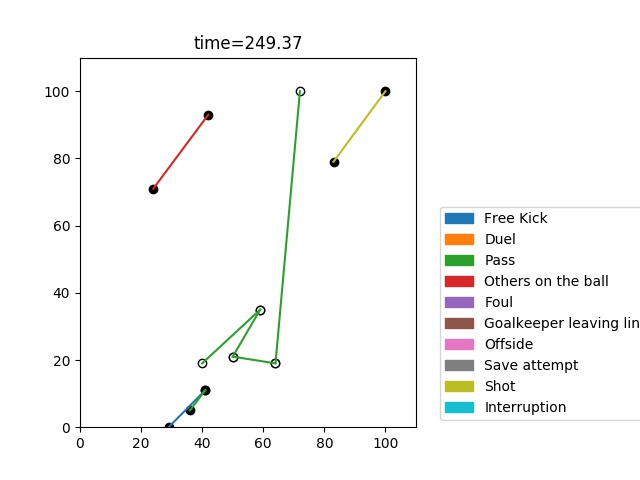 time=249.37
100
80
60
40
20
0
0 20 40 60 80 100
Free Kick
Duel
Pass
Others on the ball
Foul
Goalkeeper leaving lin
Offside
Save attempt
Shot
Interruption